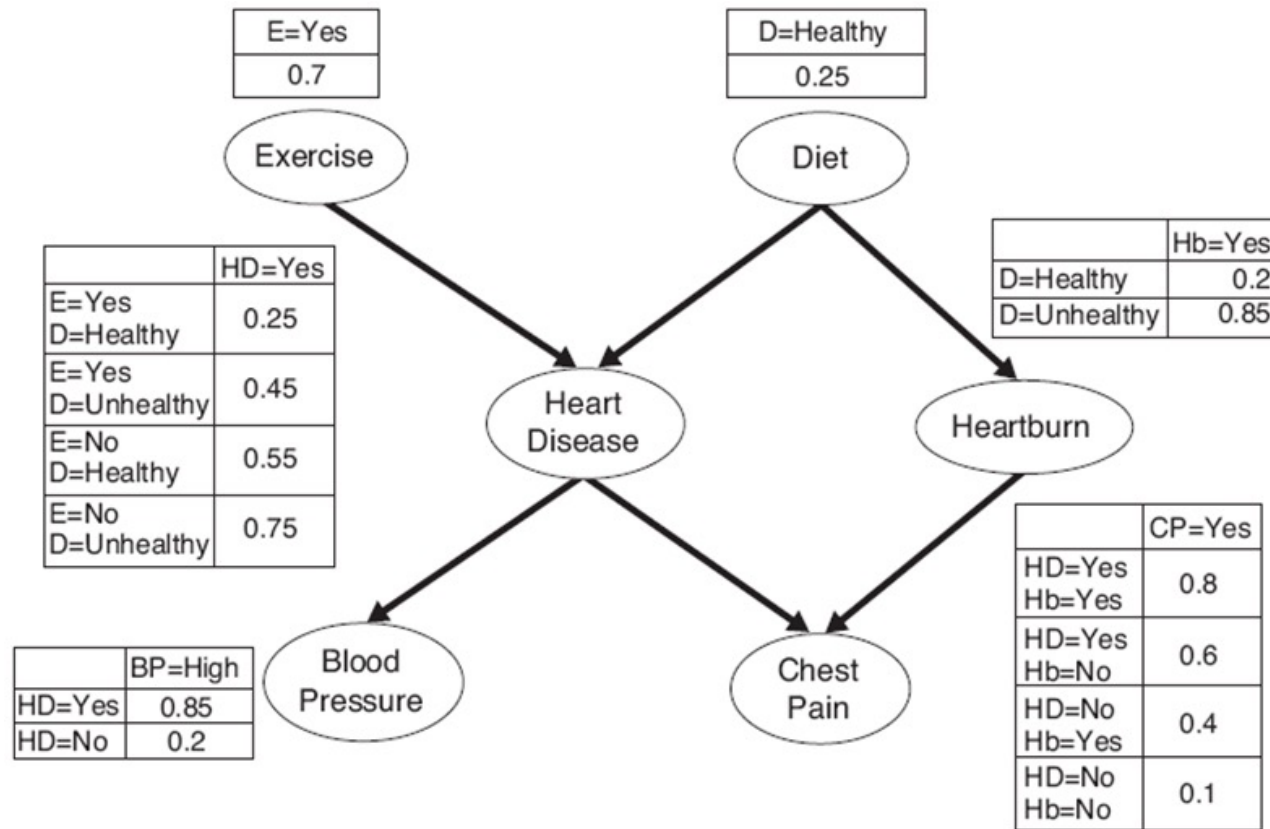 E=Yes
0.7
D=Healthy
0.25
Exercise
Diet
Hb=Yes
D=Healthy 0.2
D=Unhealthy 0.85
HD=Yes
E=Yes
D=Healthy
0.25
E=Yes
D=Unhealthy
0.45
E=No
D=Healthy
0.55
E=No
D=Unhealthy
0.75
Heart
Disease
Heartburn
CP=Yes
HD=Yes
Hb=Yes
0.8
HD=Yes
Hb=No
0.6
HD=No
Hb=Yes
0.4
HD=No
Hb=No
0.1
BP=High
HD=Yes 0.85
HD=No 0.2
Blood
Pressure
Chest
Pain